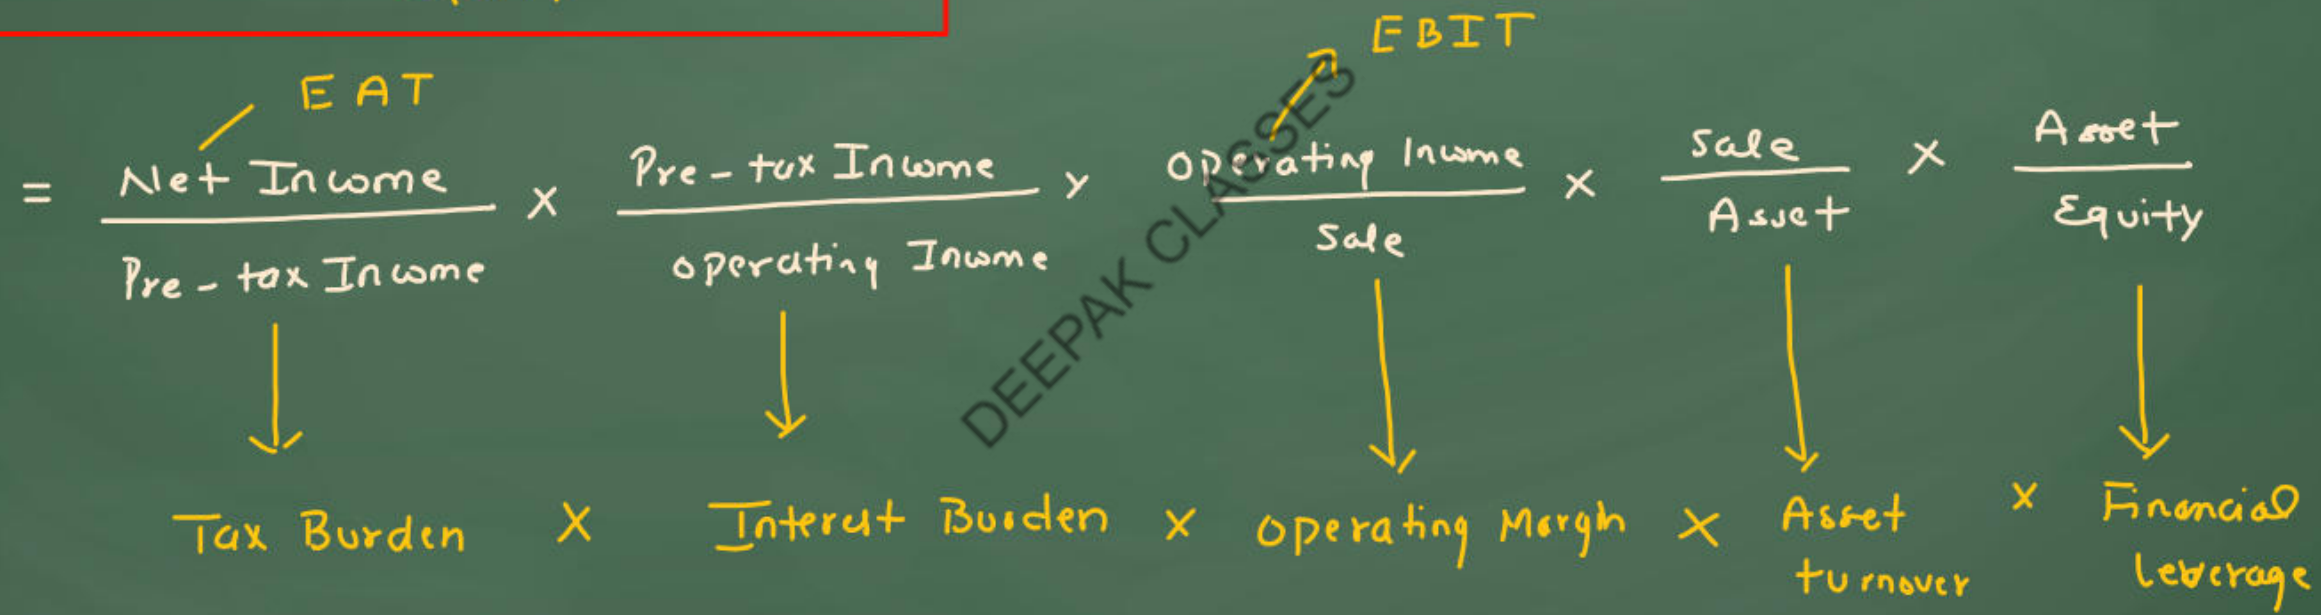 EBIT
EAT
= Net Income / Pre-tax Income × Pre-tax Income / operating Income × Operating Income / Sale × Sale / Asset × Asset / Equity
Tax Burden × Interest Burden × Operating Margin × Asset turnover × Financial leverage
DEEPAK CLASSES